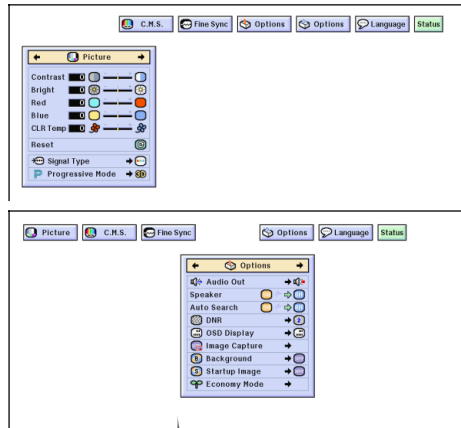 C.M.S. Fine Sync Options Options Language Status
Picture
Contrast 0
Bright 0
Red 0
Blue 0
CLR Temp 0
Reset
Signal Type
P Progressive Mode 3D
Picture C.M.S. Fine Sync Options Language Status
Options
Audio Out
Speaker
Auto Search
DNR 2
OSD Display
Image Capture
B Background
S Startup Image
Economy Mode